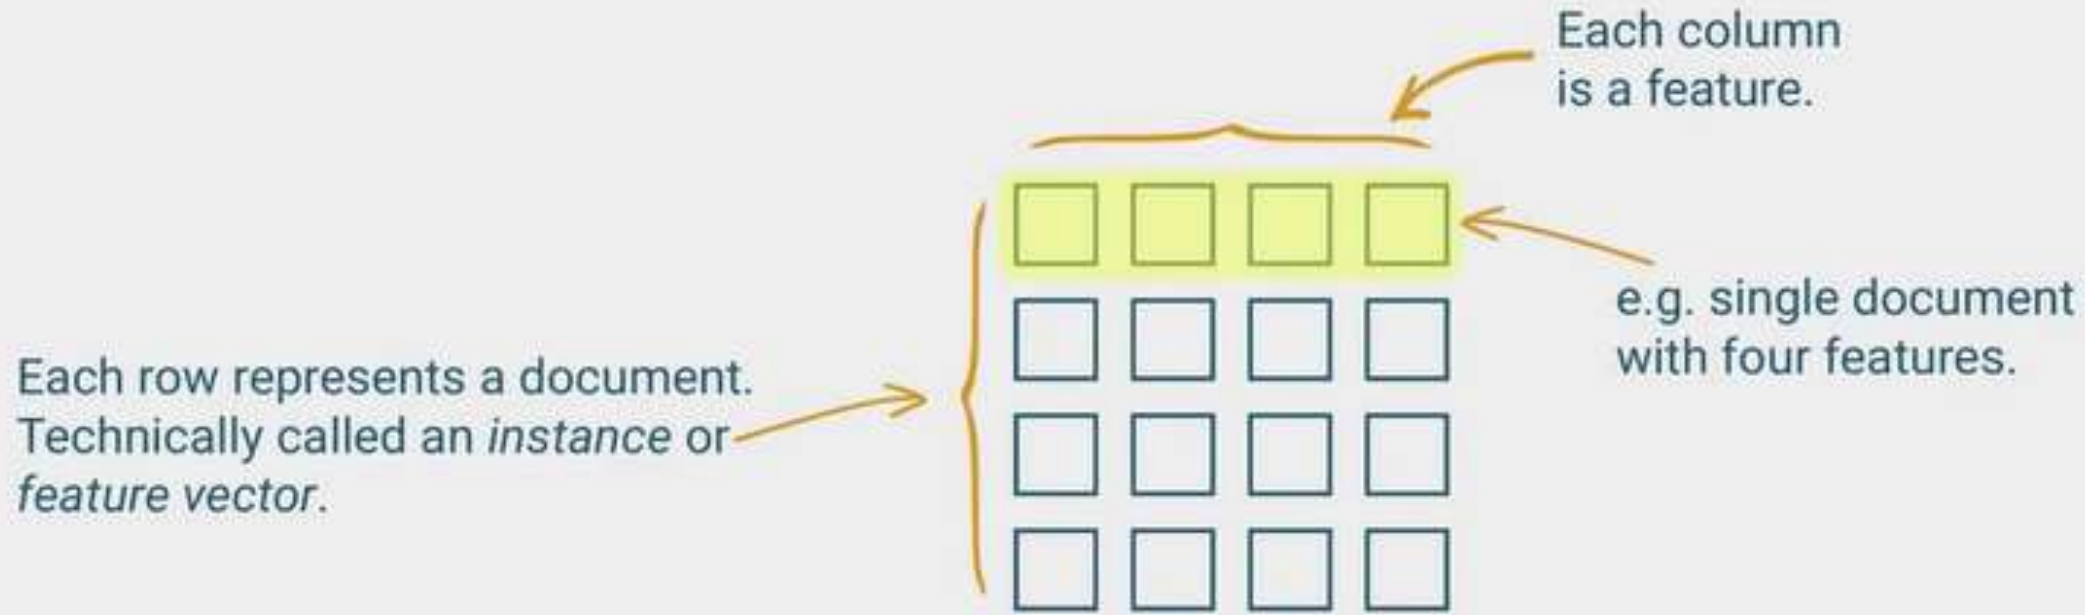 Each column
is a feature.
e.g. single document
with four features.
Each row represents a document.
Technically called an instance or
feature vector.